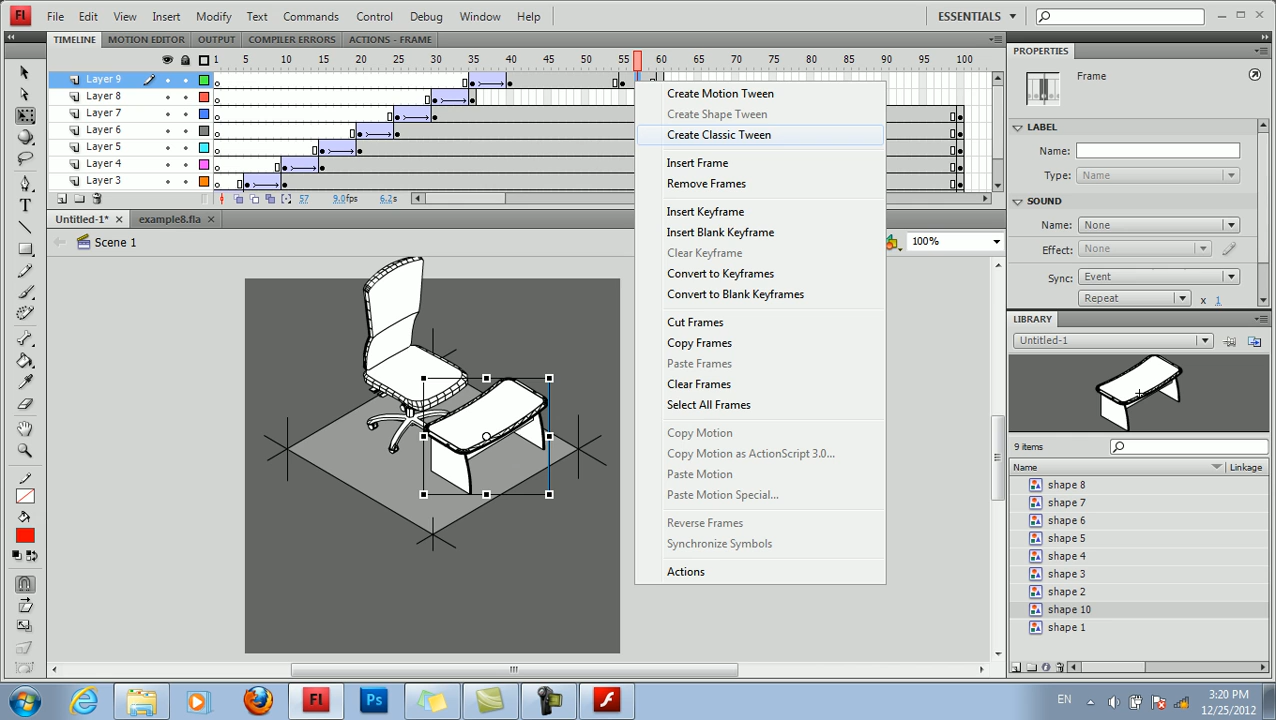 Fl File Edit View Insert Modify Text Commands Control Debug Window Help ESSENTIALS
TIMELINE MOTION EDITOR OUTPUT COMPILER ERRORS ACTIONS - FRAME
1 5 10 15 20 25 30 35 40 45 50 55 60 65 70 75 80 85 90 95 100
Layer 9
Layer 8
Layer 7
Layer 6
Layer 5
Layer 4
Layer 3
57 9.0fps 6.2s
Untitled-1* example8.fla
Scene 1 100%
Create Motion Tween
Create Shape Tween
Create Classic Tween
Insert Frame
Remove Frames
Insert Keyframe
Insert Blank Keyframe
Clear Keyframe
Convert to Keyframes
Convert to Blank Keyframes
Cut Frames
Copy Frames
Paste Frames
Clear Frames
Select All Frames
Copy Motion
Copy Motion as ActionScript 3.0...
Paste Motion
Paste Motion Special...
Reverse Frames
Synchronize Symbols
Actions
PROPERTIES
Frame
LABEL
Name:
Type: Name
SOUND
Name: None
Effect: None
Sync: Event
Repeat x 1
LIBRARY
Untitled-1
9 items
Name Linkage
shape 8
shape 7
shape 6
shape 5
shape 4
shape 3
shape 2
shape 10
shape 1
Fl Ps EN 3:20 PM
12/25/2012